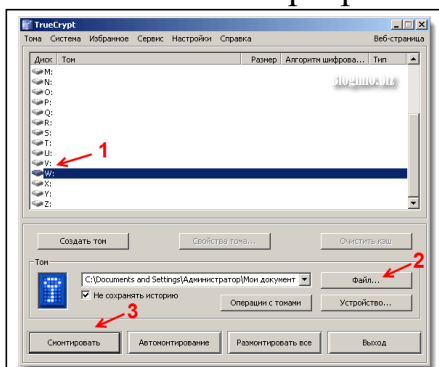 TrueCrypt
Тома Система Избранное Сервис Настройки Справка Веб-страница
Диск Том Размер Алгоритм шифрова... Тип
M:
N:
O:
P:
Q:
R:
S:
T:
U:
V:
W:
X:
Y:
Z:
1
Создать том Свойства тома... Очистить кэш
2
Том
C:\Documents and Settings\Администратор\Мои документ Файл...
Не сохранять историю Операции с томами Устройство...
3
Смонтировать Автомонтирование Размонтировать все Выход